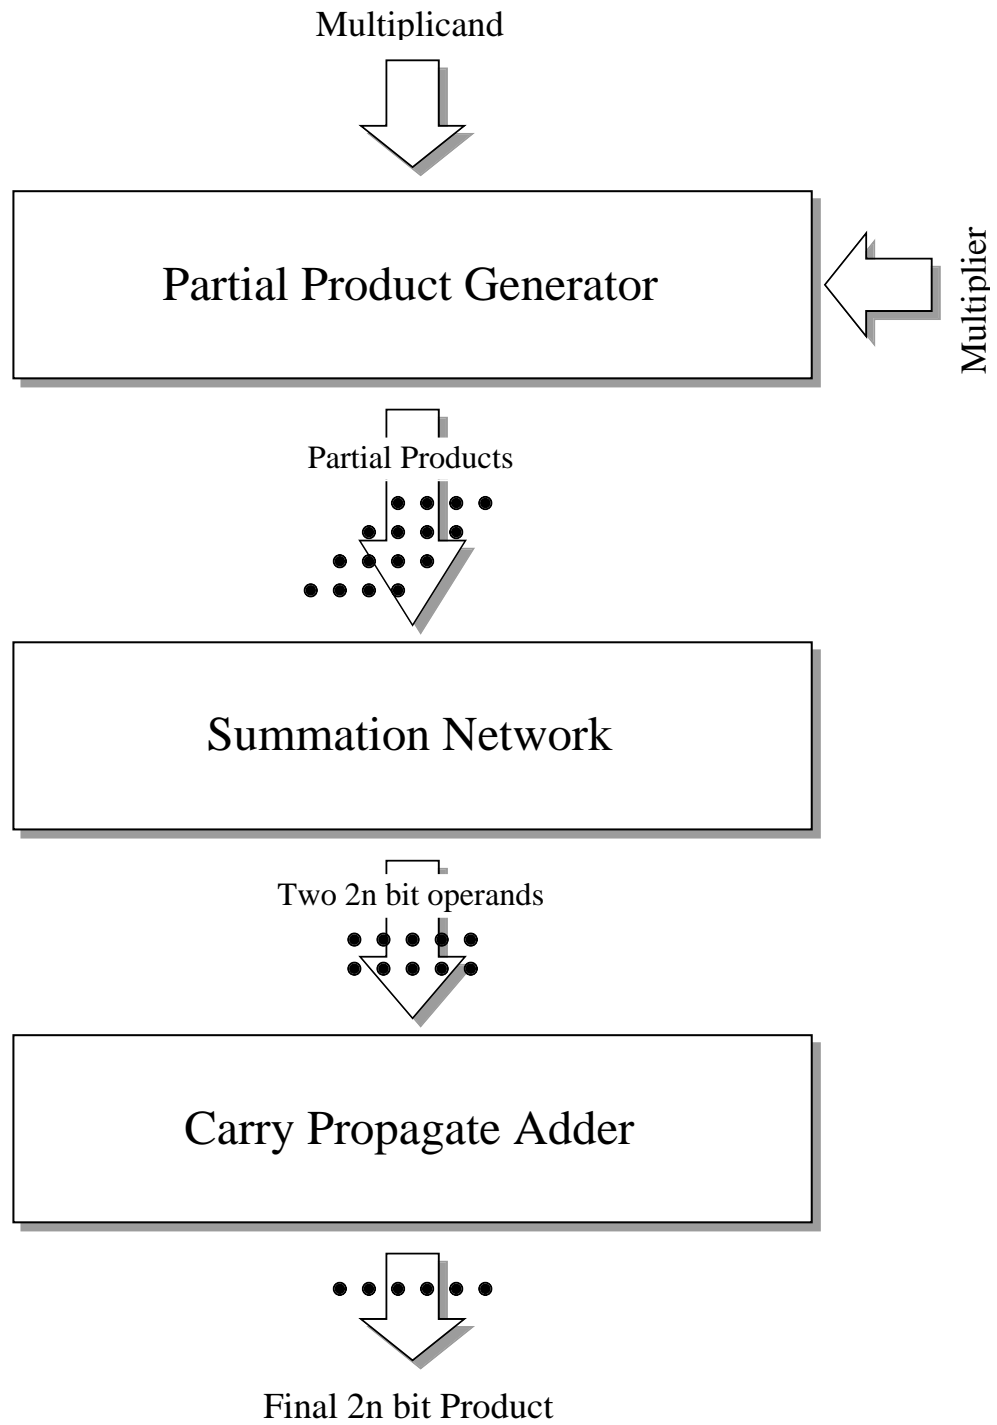 Multiplicand
Partial Product Generator
Multiplier
Partial Products
Summation Network
Two 2n bit operands
Carry Propagate Adder
Final 2n bit Product